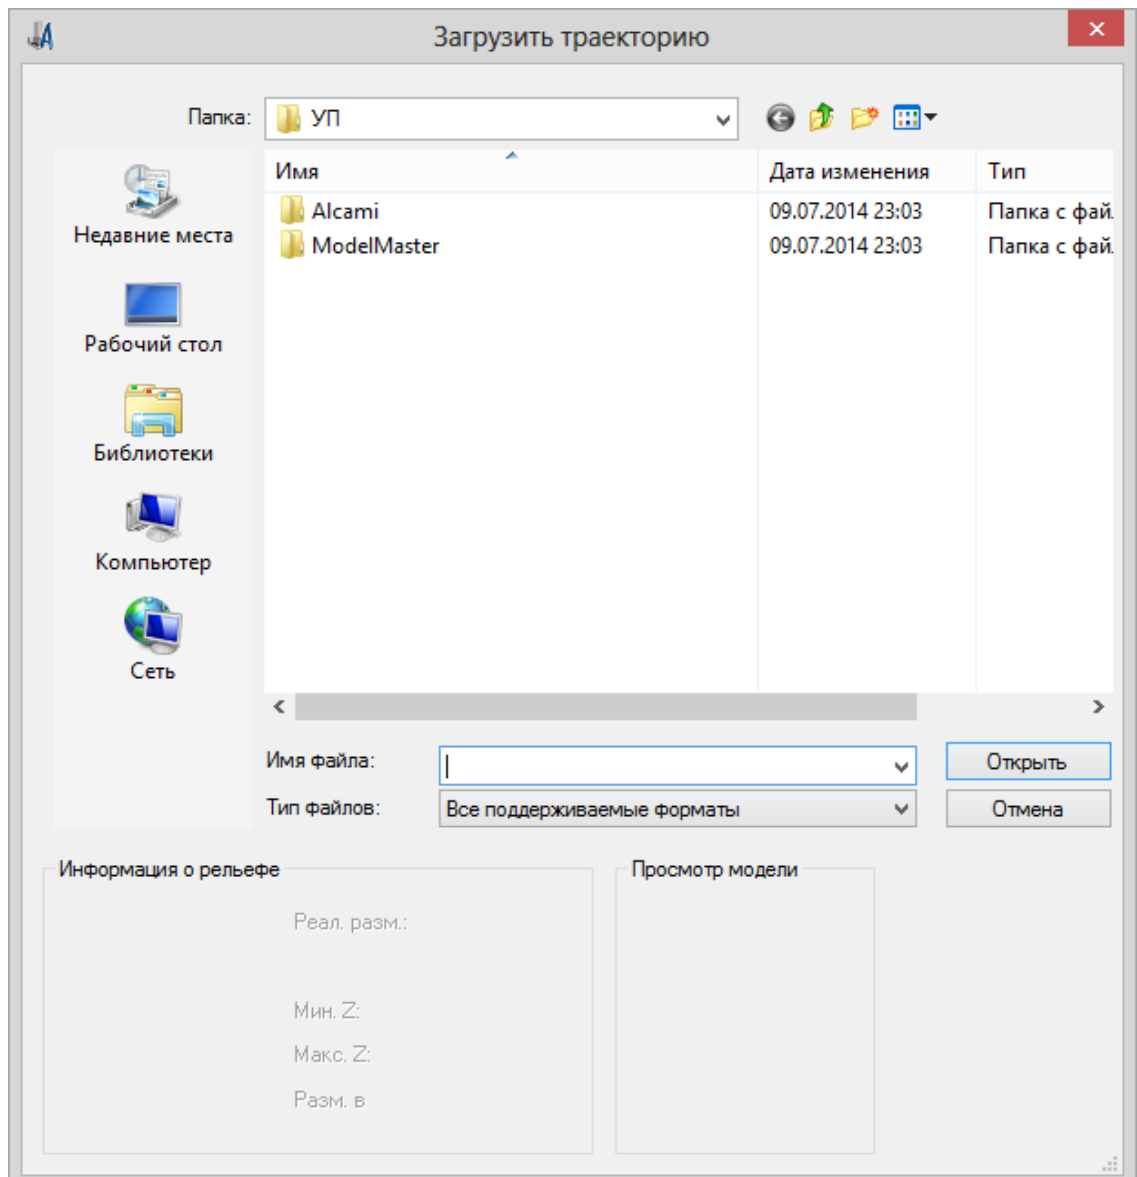 Загрузить траекторию
Папка: УП
Имя Дата изменения Тип
Alcami 09.07.2014 23:03 Папка с фай
ModelMaster 09.07.2014 23:03 Папка с фай
Недавние места
Рабочий стол
Библиотеки
Компьютер
Сеть
Имя файла: Открыть
Тип файлов: Все поддерживаемые форматы Отмена
Информация о рельефе Просмотр модели
Реал. разм.:
Мин. Z:
Макс. Z:
Разм. в